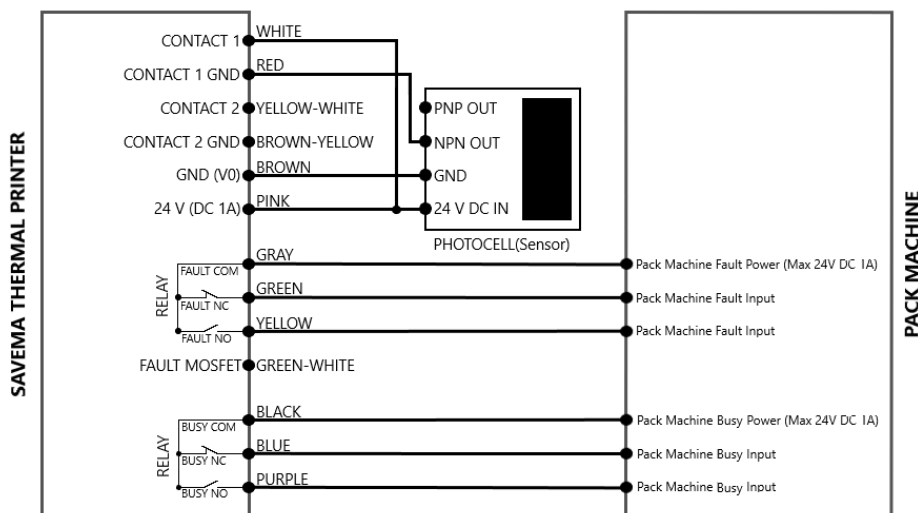 SAVEMA THERMAL PRINTER
CONTACT 1
WHITE
CONTACT 1 GND
RED
CONTACT 2
YELLOW-WHITE
CONTACT 2 GND
BROWN-YELLOW
GND (V0)
BROWN
24 V (DC 1A)
PINK
PNP OUT
NPN OUT
GND
24 V DC IN
PHOTOCELL(Sensor)
RELAY
FAULT COM
GRAY
Pack Machine Fault Power (Max 24V DC 1A)
FAULT NC
GREEN
Pack Machine Fault Input
FAULT NO
YELLOW
Pack Machine Fault Input
FAULT MOSFET
GREEN-WHITE
RELAY
BUSY COM
BLACK
Pack Machine Busy Power (Max 24V DC 1A)
BUSY NC
BLUE
Pack Machine Busy Input
BUSY NO
PURPLE
Pack Machine Busy Input
PACK MACHINE